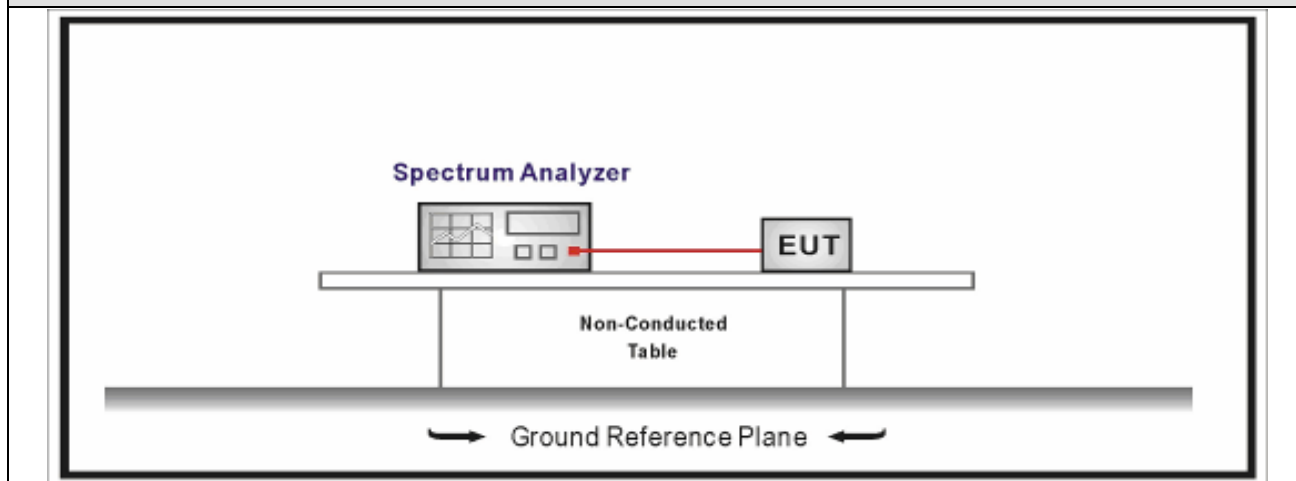 Spectrum Analyzer
EUT
Non-Conducted
Table
Ground Reference Plane